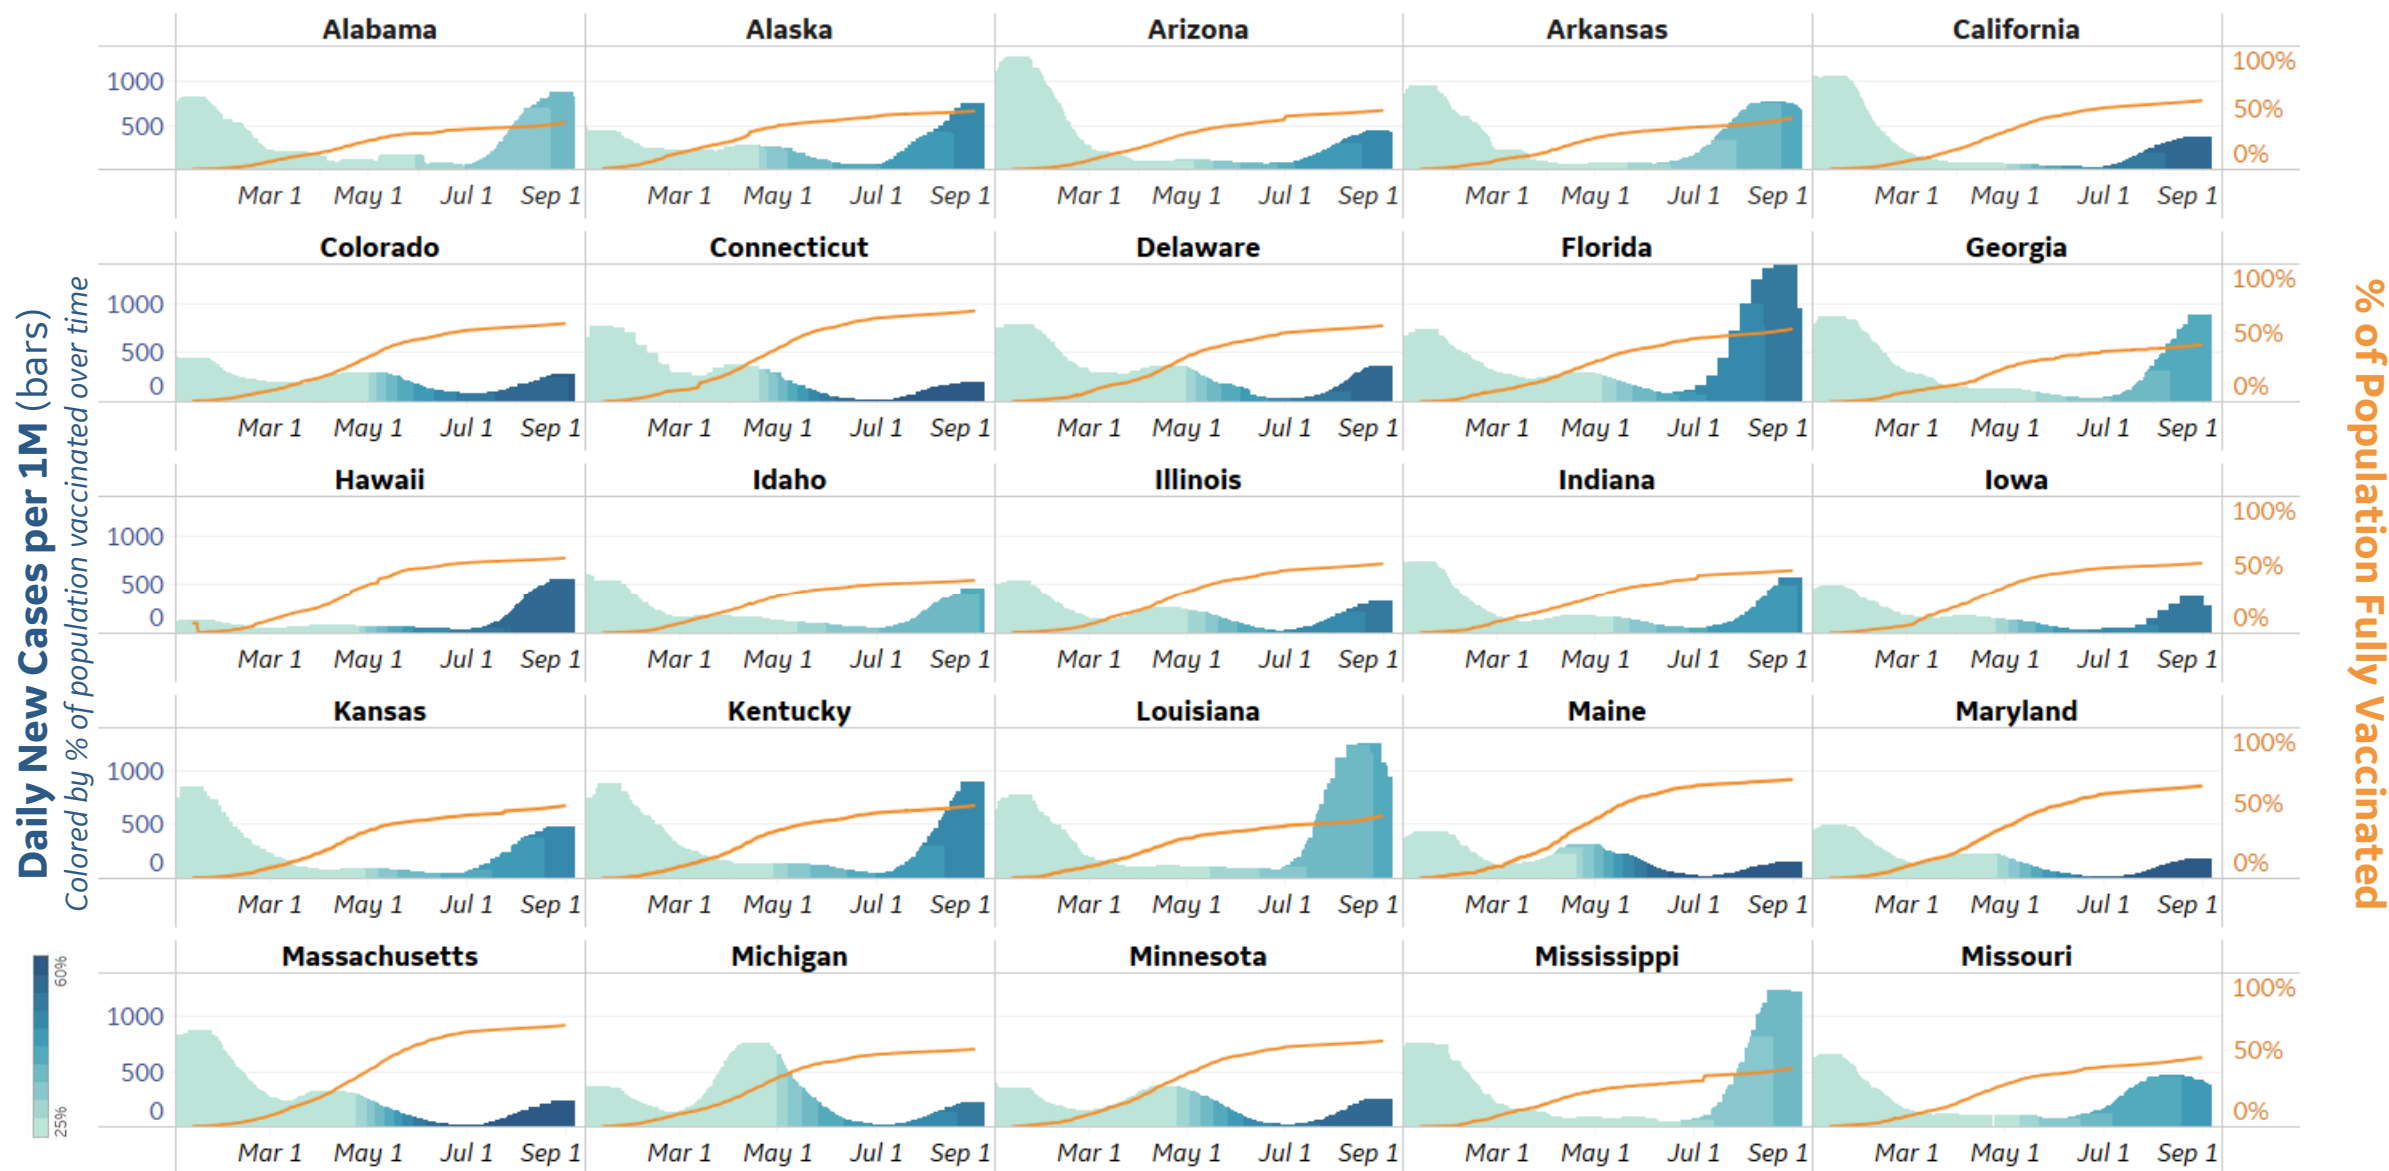 Alabama Alaska Arizona Arkansas California
1000 100%
500 50%
0%
Mar 1 May 1 Jul 1 Sep 1 Mar 1 May 1 Jul 1 Sep 1 Mar 1 May 1 Jul 1 Sep 1 Mar 1 May 1 Jul 1 Sep 1 Mar 1 May 1 Jul 1 Sep 1
Colorado Connecticut Delaware Florida Georgia
1000 100%
500 50%
0 0%
Mar 1 May 1 Jul 1 Sep 1 Mar 1 May 1 Jul 1 Sep 1 Mar 1 May 1 Jul 1 Sep 1 Mar 1 May 1 Jul 1 Sep 1 Mar 1 May 1 Jul 1 Sep 1
Daily New Cases per 1M (bars)
Colored by % of population vaccinated over time
% of Population Fully Vaccinated
Hawaii Idaho Illinois Indiana Iowa
1000 100%
500 50%
0 0%
Mar 1 May 1 Jul 1 Sep 1 Mar 1 May 1 Jul 1 Sep 1 Mar 1 May 1 Jul 1 Sep 1 Mar 1 May 1 Jul 1 Sep 1 Mar 1 May 1 Jul 1 Sep 1
Kansas Kentucky Louisiana Maine Maryland
1000 100%
500 50%
0 0%
Mar 1 May 1 Jul 1 Sep 1 Mar 1 May 1 Jul 1 Sep 1 Mar 1 May 1 Jul 1 Sep 1 Mar 1 May 1 Jul 1 Sep 1 Mar 1 May 1 Jul 1 Sep 1
Massachusetts Michigan Minnesota Mississippi Missouri
60%
25%
1000 100%
500 50%
0 0%
Mar 1 May 1 Jul 1 Sep 1 Mar 1 May 1 Jul 1 Sep 1 Mar 1 May 1 Jul 1 Sep 1 Mar 1 May 1 Jul 1 Sep 1 Mar 1 May 1 Jul 1 Sep 1